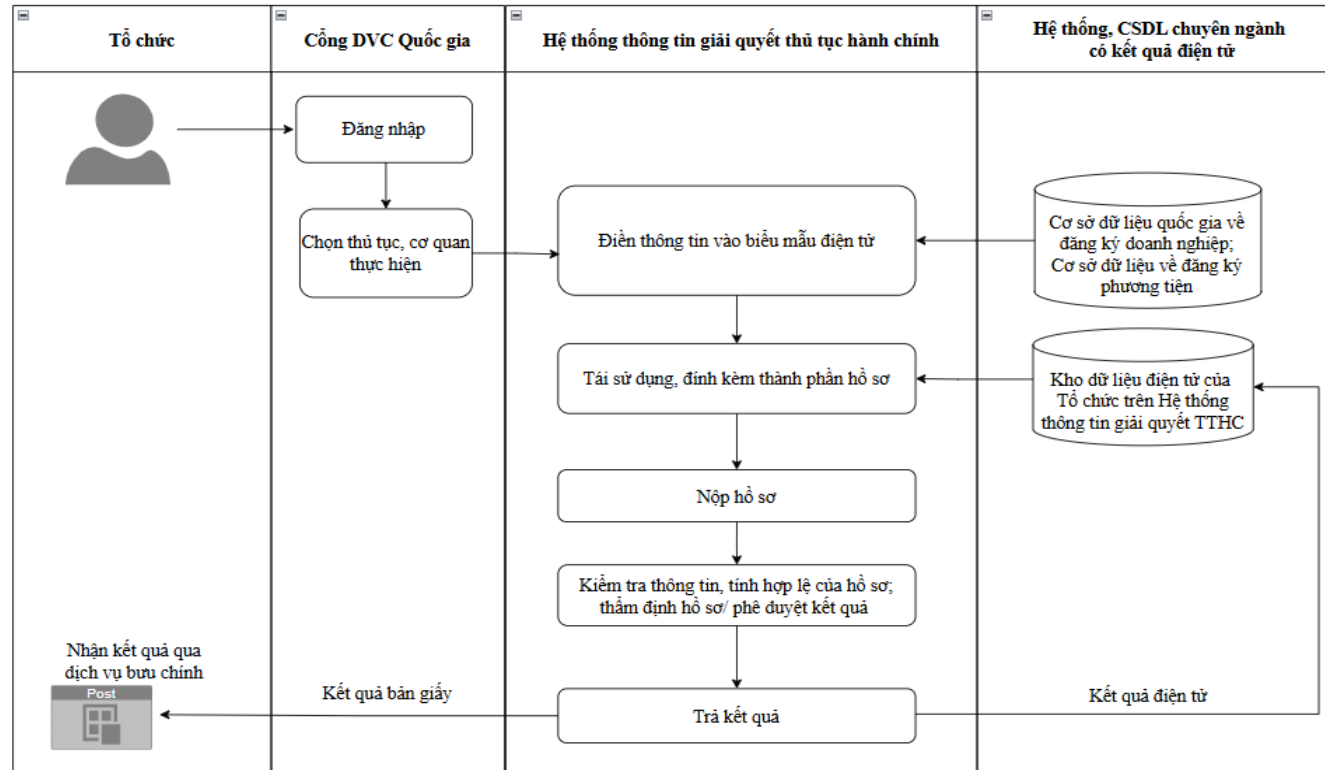 Tổ chức
Cổng DVC Quốc gia
Hệ thống thông tin giải quyết thủ tục hành chính
Hệ thống, CSDL chuyên ngành
có kết quả điện tử
Đăng nhập
Chọn thủ tục, cơ quan
thực hiện
Điền thông tin vào biểu mẫu điện tử
Cơ sở dữ liệu quốc gia về
đăng ký doanh nghiệp;
Cơ sở dữ liệu về đăng ký
phương tiện
Tái sử dụng, đính kèm thành phần hồ sơ
Kho dữ liệu điện tử của
Tổ chức trên Hệ thống
thông tin giải quyết TTHC
Nộp hồ sơ
Kiểm tra thông tin, tính hợp lệ của hồ sơ;
thẩm định hồ sơ/ phê duyệt kết quả
Nhận kết quả qua
dịch vụ bưu chính
Post
Kết quả bản giấy
Trả kết quả
Kết quả điện tử